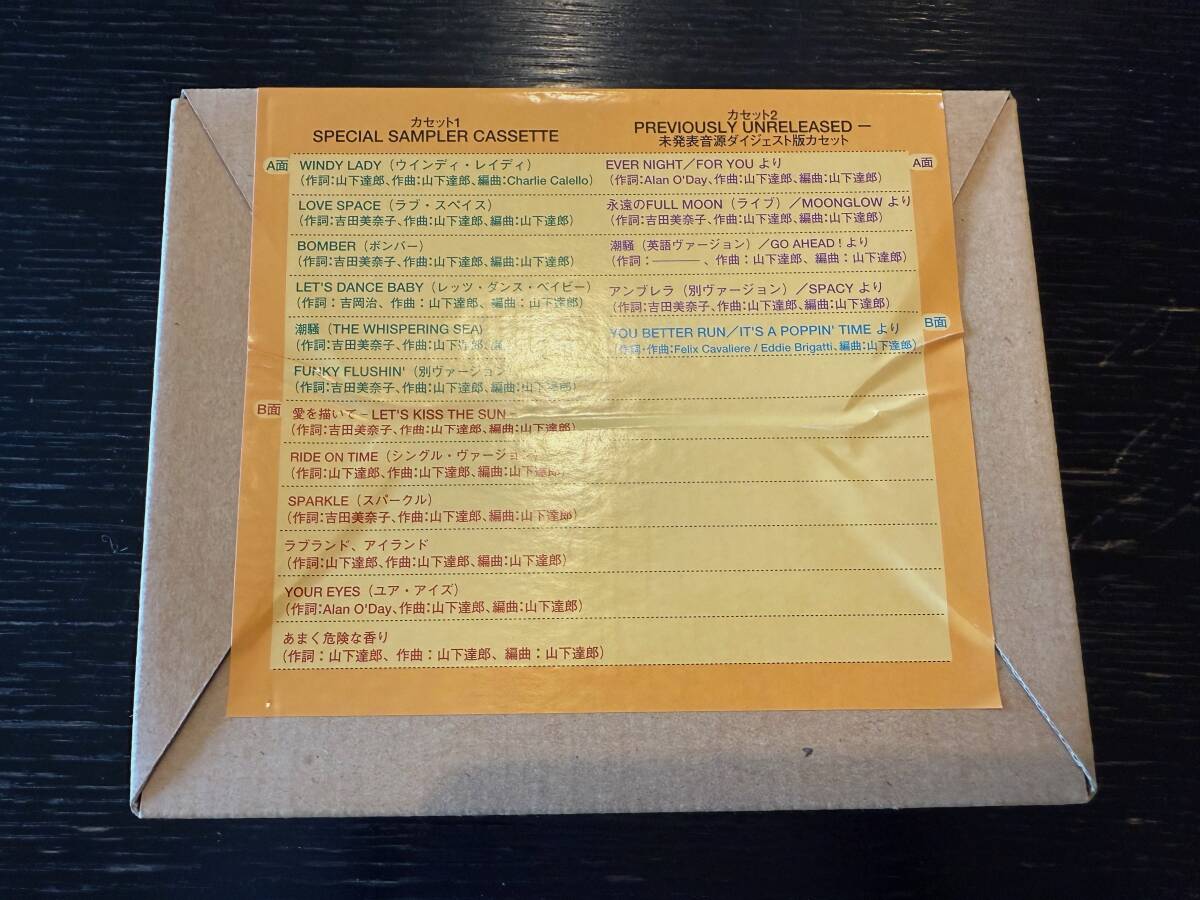 カセット1
SPECIAL SAMPLER CASSETTE
A面
WINDY LADY（ウインディ・レイディ）
（作詞：山下達郎、作曲：山下達郎、編曲：Charlie Calello）
LOVE SPACE（ラブ・スペイス）
（作詞：吉田美奈子、作曲：山下達郎、編曲：山下達郎）
BOMBER（ボンバー）
（作詞：吉田美奈子、作曲：山下達郎、編曲：山下達郎）
LET'S DANCE BABY（レッツ・ダンス・ベイビー）
（作詞：吉岡治、作曲：山下達郎、編曲：山下達郎）
潮騒（THE WHISPERING SEA）
（作詞：吉田美奈子、作曲：山下達郎、編
FUNKY FLUSHIN'（別ヴァージョン
（作詞：吉田美奈子、作曲：山下達郎、編曲：山下達郎）
B面
愛を描いて – LET'S KISS THE SUN –
（作詞：吉田美奈子、作曲：山下達郎、編曲：山下達郎）
RIDE ON TIME（シングル・ヴァージョン）
（作詞：山下達郎、作曲：山下達郎、編曲：山下達郎）
SPARKLE（スパークル）
（作詞：吉田美奈子、作曲：山下達郎、編曲：山下達郎）
ラブランド、アイランド
（作詞：山下達郎、作曲：山下達郎、編曲：山下達郎）
YOUR EYES（ユア・アイズ）
（作詞：Alan O'Day、作曲：山下達郎、編曲：山下達郎）
あまく危険な香り
（作詞：山下達郎、作曲：山下達郎、編曲：山下達郎）
カセット2
PREVIOUSLY UNRELEASED —
未発表音源ダイジェスト版カセット
A面
EVER NIGHT／FOR YOU より
（作詞：Alan O'Day、作曲：山下達郎、編曲：山下達郎）
永遠のFULL MOON（ライブ）／MOONGLOW より
（作詞：吉田美奈子、作曲：山下達郎、編曲：山下達郎）
潮騒（英語ヴァージョン）／GO AHEAD！より
（作詞：———、作曲：山下達郎、編曲：山下達郎）
アンブレラ（別ヴァージョン）／SPACY より
（作詞：吉田美奈子、作曲：山下達郎、編曲：山下達郎）
B面
YOU BETTER RUN／IT'S A POPPIN' TIME より
（作詞・作曲：Felix Cavaliere / Eddie Brigatti、編曲：山下達郎）